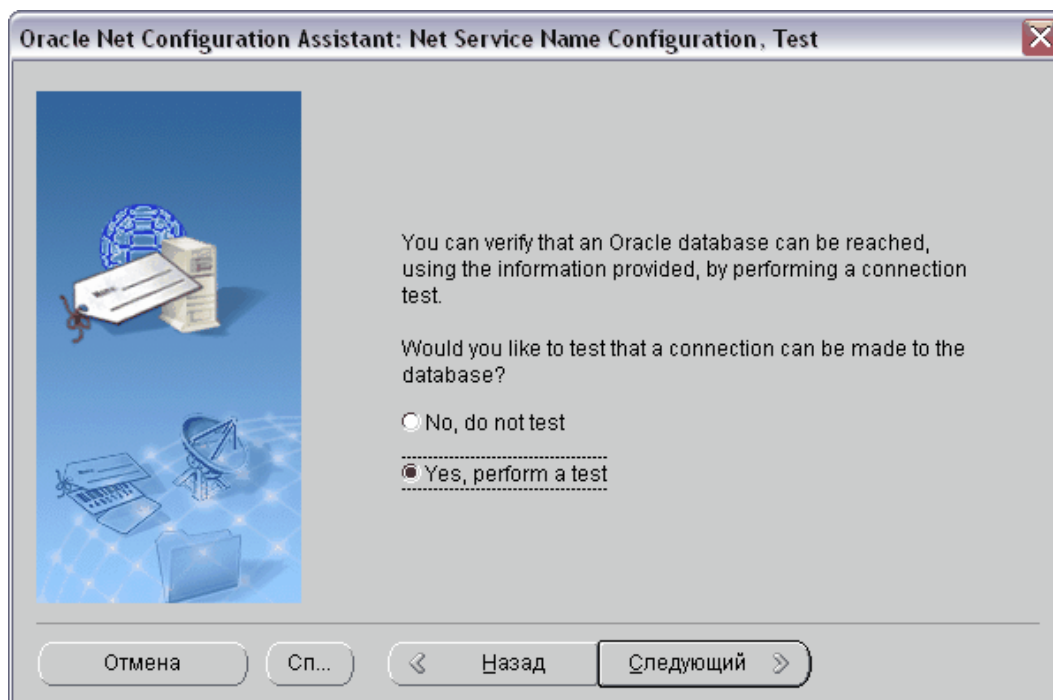 Oracle Net Configuration Assistant: Net Service Name Configuration, Test
You can verify that an Oracle database can be reached,
using the information provided, by performing a connection
test.
Would you like to test that a connection can be made to the
database?
No, do not test
Yes, perform a test
Отмена
Сп...
Назад
Следующий